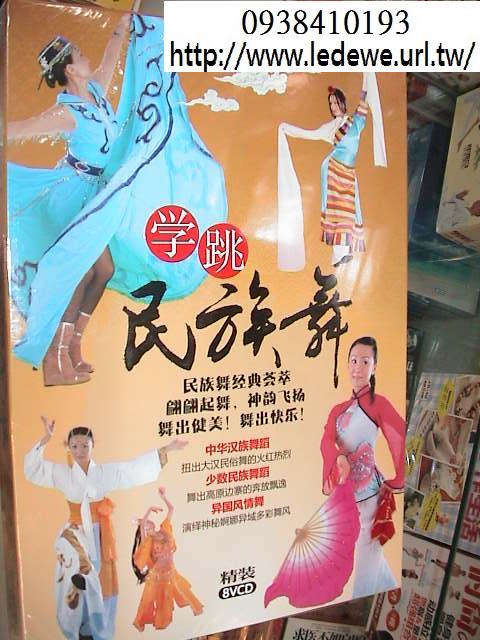 0938410193
http://www.ledewe.url.tw/
学跳
民族舞
民族舞经典荟萃
翩翩起舞、神韵飞扬
舞出健美！舞出快乐！
中华汉族舞蹈
扭出大汉民俗舞的火红热烈
少数民族舞蹈
舞出高原边寨的奔放飘逸
异国风情舞
演绎神秘婀娜异域多彩舞风
精装
8VCD
求医不如